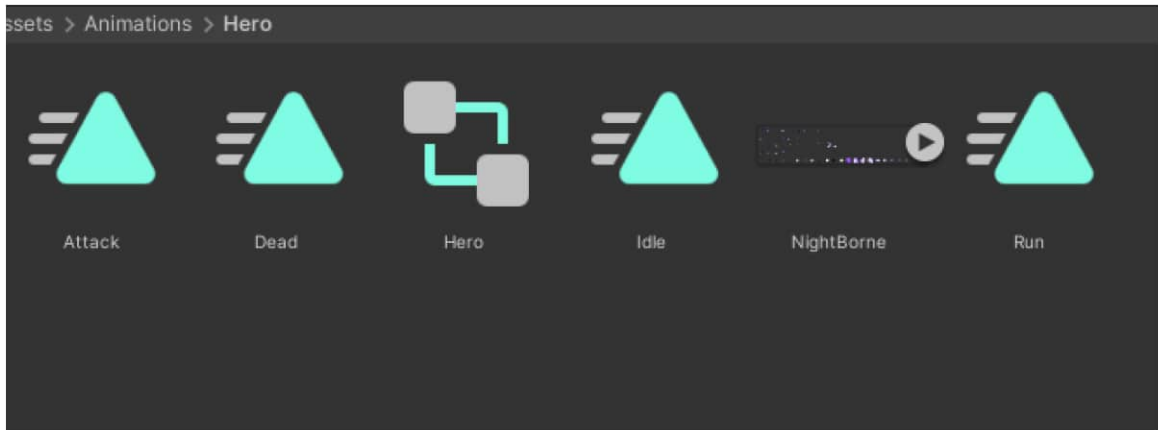 ssets > Animations > Hero
Attack
Dead
Hero
Idle
NightBorne
Run